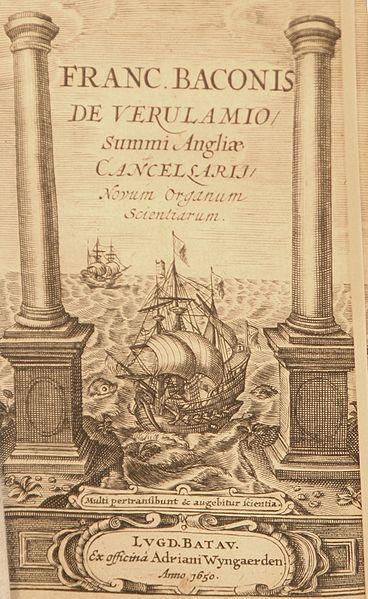 FRANC. BACONIS
DE VERULAMIO/
Summi Angliæ
CANCELLARII/
Novum Organum
Scientiarum.
Multi pertransibunt & augebitur scientia.
LVGD. BATAV.
Ex officinâ Adriani Wyngaerden.
Anno 1650.